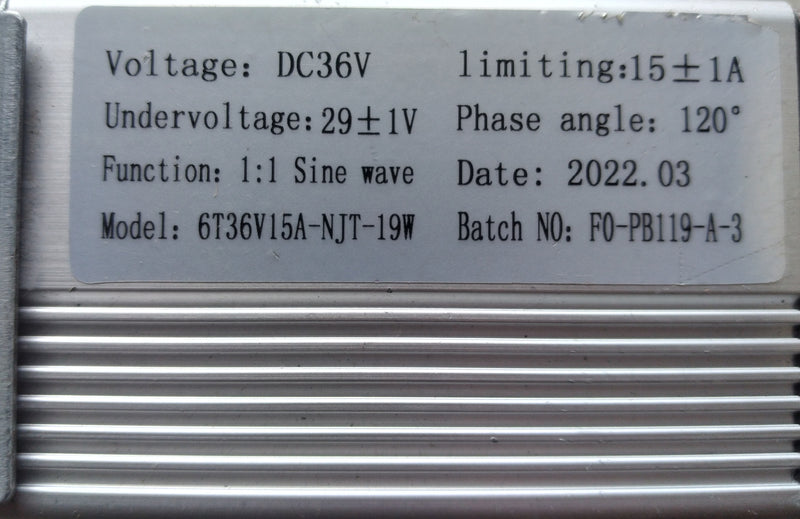 Voltage: DC36V limiting:15±1A
Undervoltage:29±1V Phase angle: 120°
Function: 1:1 Sine wave Date: 2022.03
Model: 6T36V15A-NJT-19W Batch NO: FO-PB119-A-3